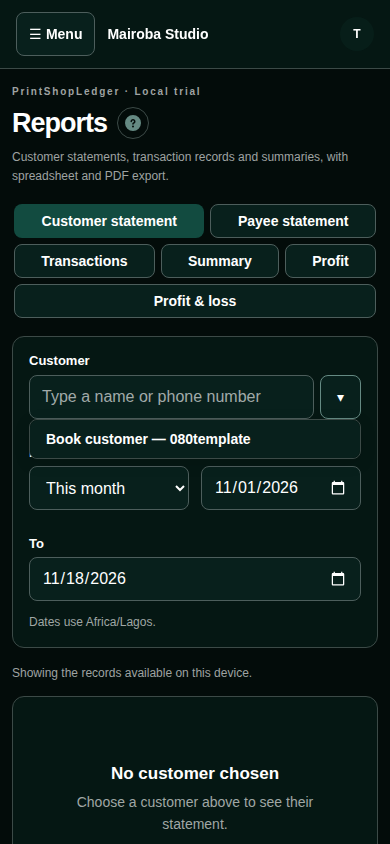 ☰ Menu
Mairoba Studio
T
PrintShopLedger · Local trial
Reports
?
Customer statements, transaction records and summaries, with
spreadsheet and PDF export.
Customer statement
Payee statement
Transactions
Summary
Profit
Profit & loss
Customer
Type a name or phone number
▾
Book customer — 080template
This month
11/01/2026
To
11/18/2026
Dates use Africa/Lagos.
Showing the records available on this device.
No customer chosen
Choose a customer above to see their
statement.